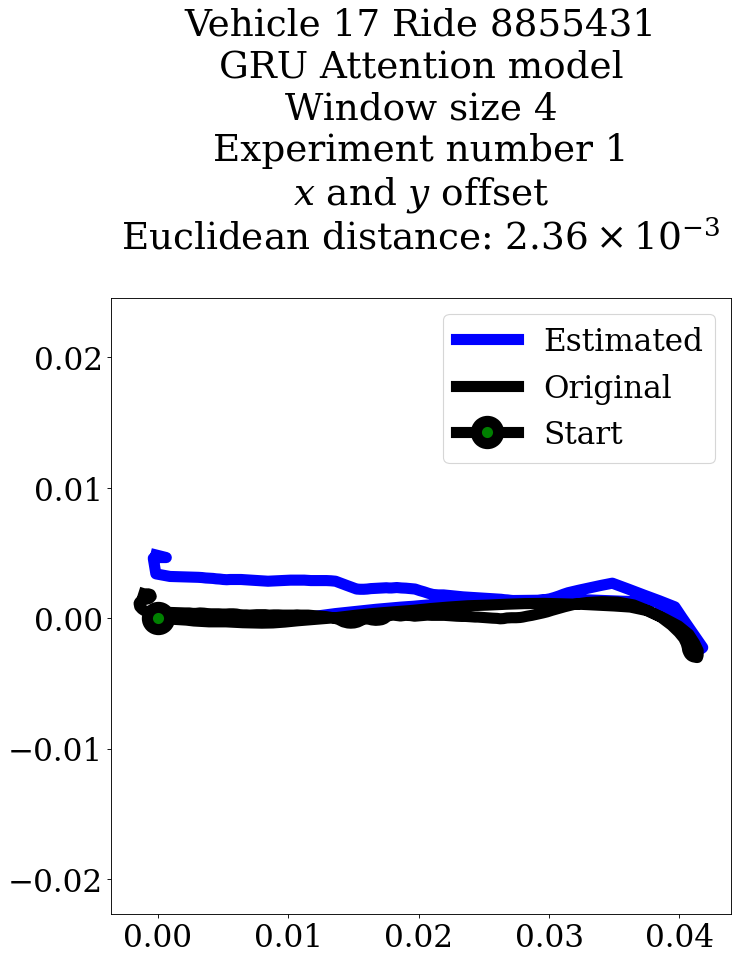 Vehicle 17 Ride 8855431
GRU Attention model
Window size 4
Experiment number 1
x and y offset
Euclidean distance: 2.36 × 10⁻³
Estimated
Original
Start
0.02
0.01
0.00
−0.01
−0.02
0.00 0.01 0.02 0.03 0.04